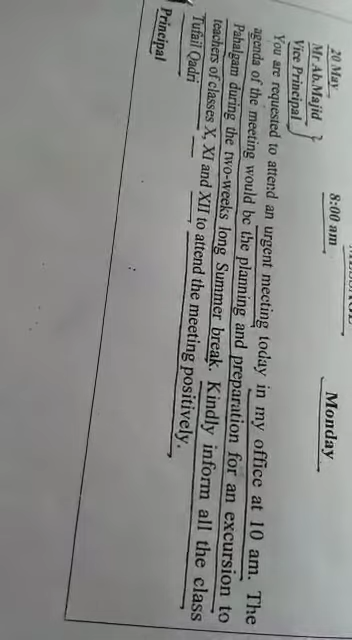 20 May 8:00 am Monday
Mr Ab.Majid
Vice Principal
You are requested to attend an urgent meeting today in my office at 10 am. The
agenda of the meeting would be the planning and preparation for an excursion to
Pahalgam during the two-weeks long Summer break. Kindly inform all the class
teachers of classes X, XI and XII to attend the meeting positively.
Tufail Qadri
Principal